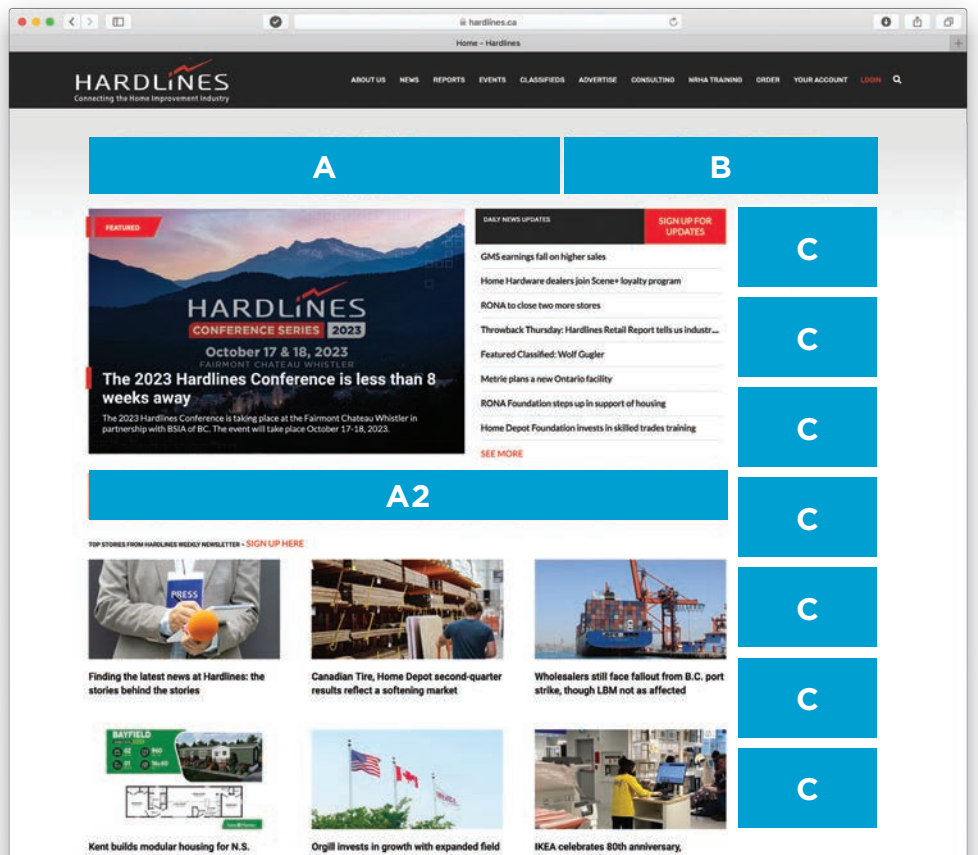 hardlines.ca
Home - Hardlines
HARDLINES
Connecting the Home Improvement Industry
ABOUT US NEWS REPORTS EVENTS CLASSIFIEDS ADVERTISE CONSULTING NRHA TRAINING ORDER YOUR ACCOUNT LOGIN
A
B
FEATURED
HARDLINES
CONFERENCE SERIES 2023
October 17 & 18, 2023
FAIRMONT CHATEAU WHISTLER
The 2023 Hardlines Conference is less than 8
weeks away
The 2023 Hardlines Conference is taking place at the Fairmont Chateau Whistler in
partnership with BSIA of BC. The event will take place October 17-18, 2023.
DAILY NEWS UPDATES
SIGN UP FOR
UPDATES
GMS earnings fall on higher sales
Home Hardware dealers join Scene+ loyalty program
RONA to close two more stores
Throwback Thursday: Hardlines Retail Report tells us industr...
Featured Classified: Wolf Gugler
Metrie plans a new Ontario facility
RONA Foundation steps up in support of housing
Home Depot Foundation invests in skilled trades training
SEE MORE
C
C
C
C
C
C
C
A2
TOP STORIES FROM HARDLINES WEEKLY NEWSLETTER – SIGN UP HERE
PRESS
Finding the latest news at Hardlines: the
stories behind the stories
Canadian Tire, Home Depot second-quarter
results reflect a softening market
Wholesalers still face fallout from B.C. port
strike, though LBM not as affected
BAYFIELD
Kent builds modular housing for N.S.
Orgill invests in growth with expanded field
IKEA celebrates 80th anniversary,